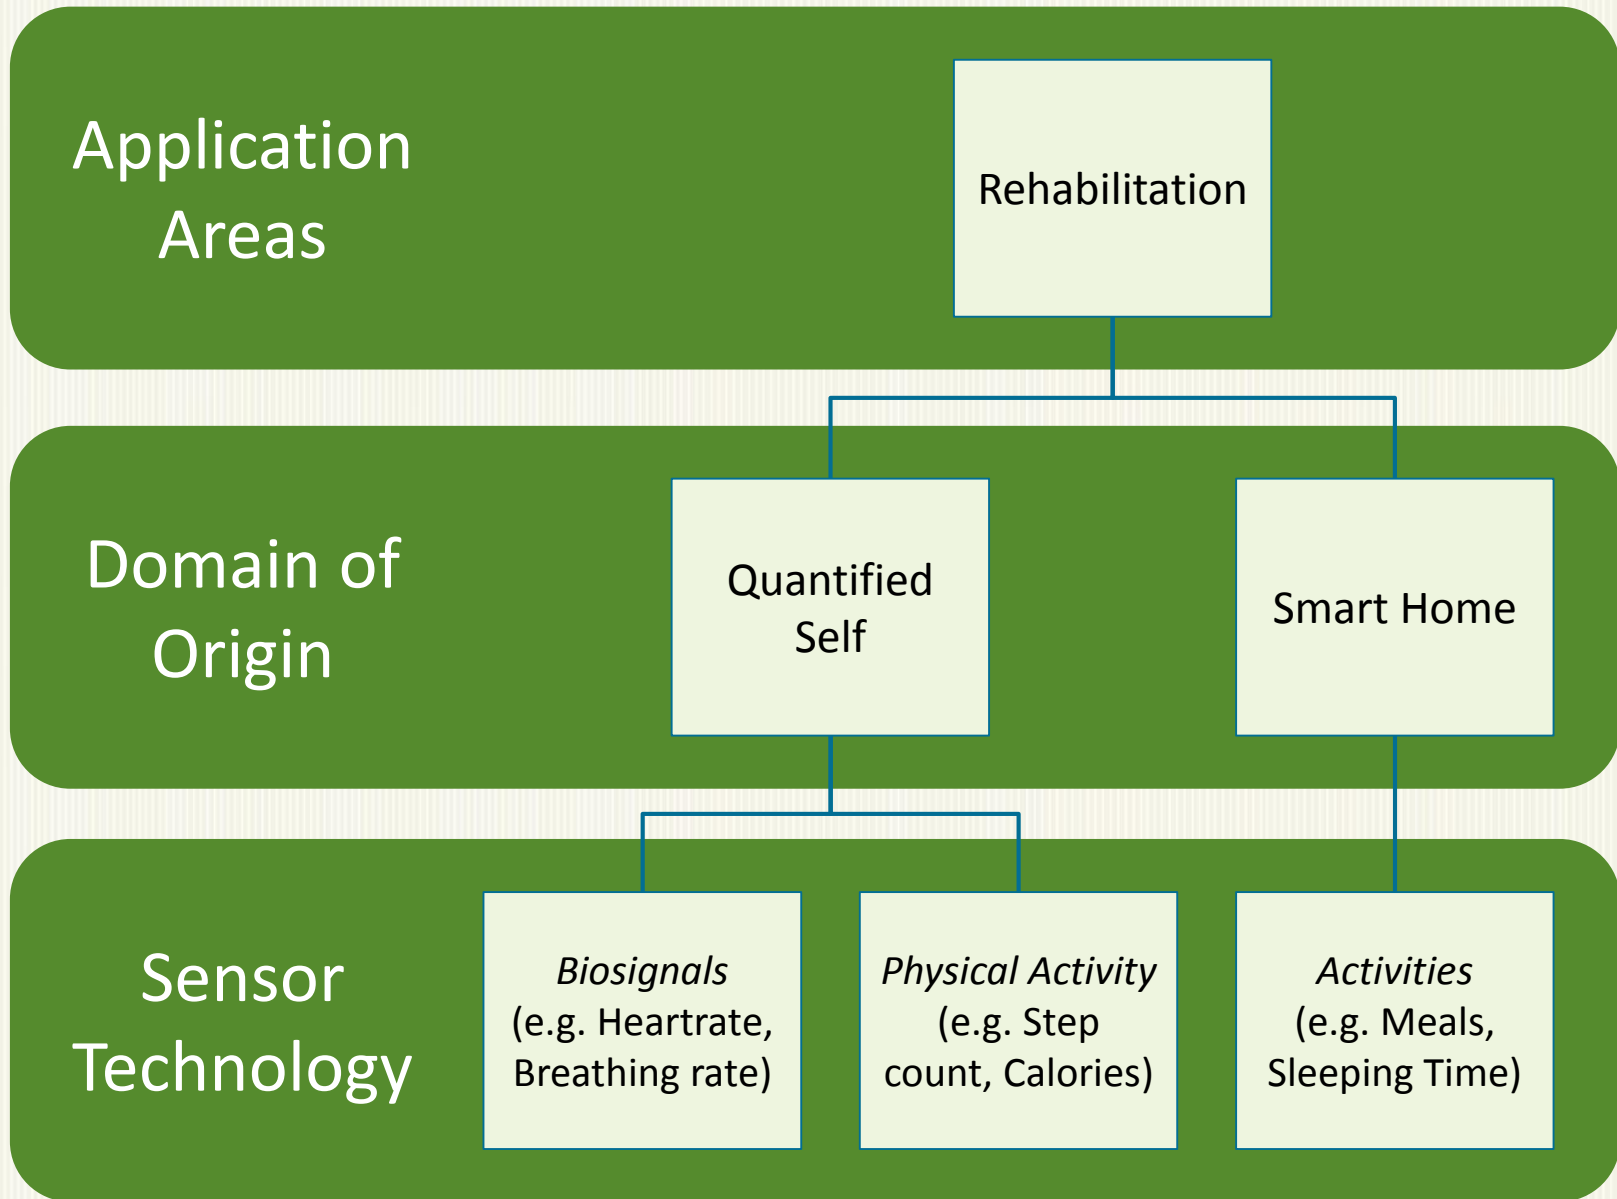 Application
Areas
Rehabilitation
Domain of
Origin
Quantified
Self
Smart Home
Sensor
Technology
Biosignals
(e.g. Heartrate,
Breathing rate)
Physical Activity
(e.g. Step
count, Calories)
Activities
(e.g. Meals,
Sleeping Time)